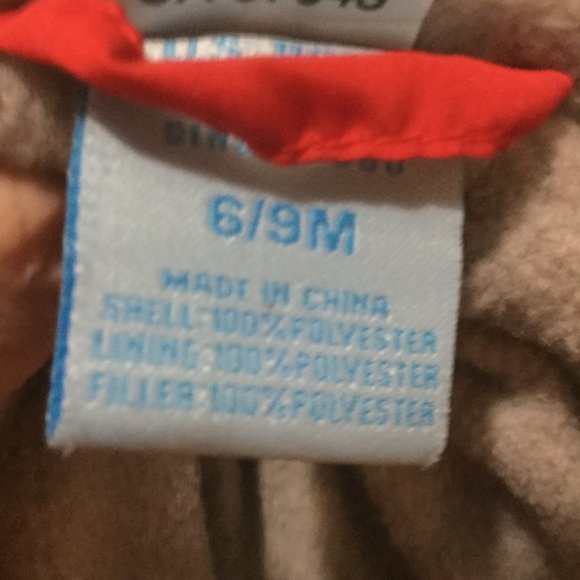 6/9M
MADE IN CHINA
SHELL:100%POLYESTER
LINING:100%POLYESTER
FILLER:100%POLYESTER